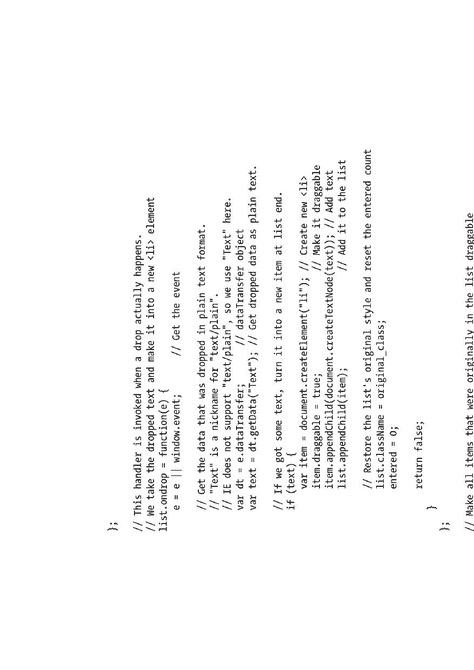 };
// This handler is invoked when a drop actually happens.
// We take the dropped text and make it into a new <li> element
list.ondrop = function(e) {
    e = e || window.event;        // Get the event
    // Get the data that was dropped in plain text format.
    // "Text" is a nickname for "text/plain".
    // IE does not support "text/plain", so we use "Text" here.
    var dt = e.dataTransfer;       // dataTransfer object
    var text = dt.getData("Text"); // Get dropped data as plain text.
    // If we got some text, turn it into a new item at list end.
    if (text) {
        var item = document.createElement("li"); // Create new <li>
        item.draggable = true;                   // Make it draggable
        item.appendChild(document.createTextNode(text)); // Add text
        list.appendChild(item);                  // Add it to the list
        // Restore the list's original style and reset the entered count
        list.className = original_class;
        entered = 0;
        return false;
    }
};
// Make all items that were originally in the list draggable